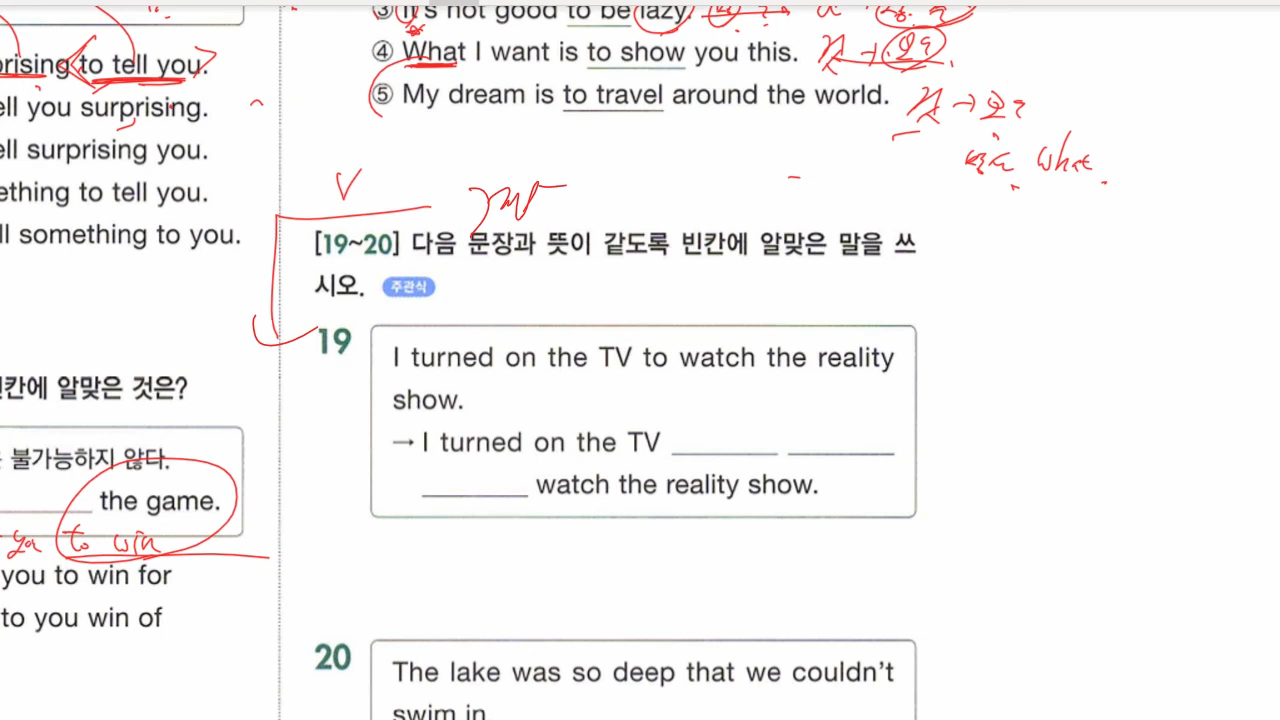 rising to tell you.
ell you surprising.
ell surprising you.
ething to tell you.
ll something to you.
빈칸에 알맞은 것은?
불가능하지 않다.
the game.
to win
you to win for
to you win of
③ It's not good to be lazy.
④ What I want is to show you this.
⑤ My dream is to travel around the world.
what
[19~20] 다음 문장과 뜻이 같도록 빈칸에 알맞은 말을 쓰
시오. 주관식
19
I turned on the TV to watch the reality
show.
→ I turned on the TV ______ ______
______ watch the reality show.
20
The lake was so deep that we couldn't
swim in.